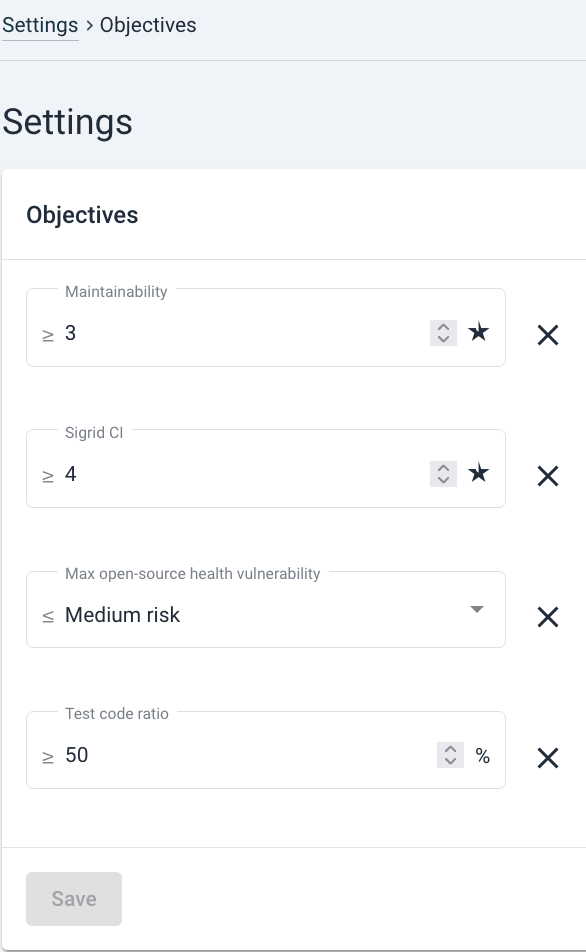 Settings > Objectives
Settings
Objectives
Maintainability
≥ 3 ★
Sigrid CI
≥ 4 ★
Max open-source health vulnerability
≤ Medium risk
Test code ratio
≥ 50 %
Save